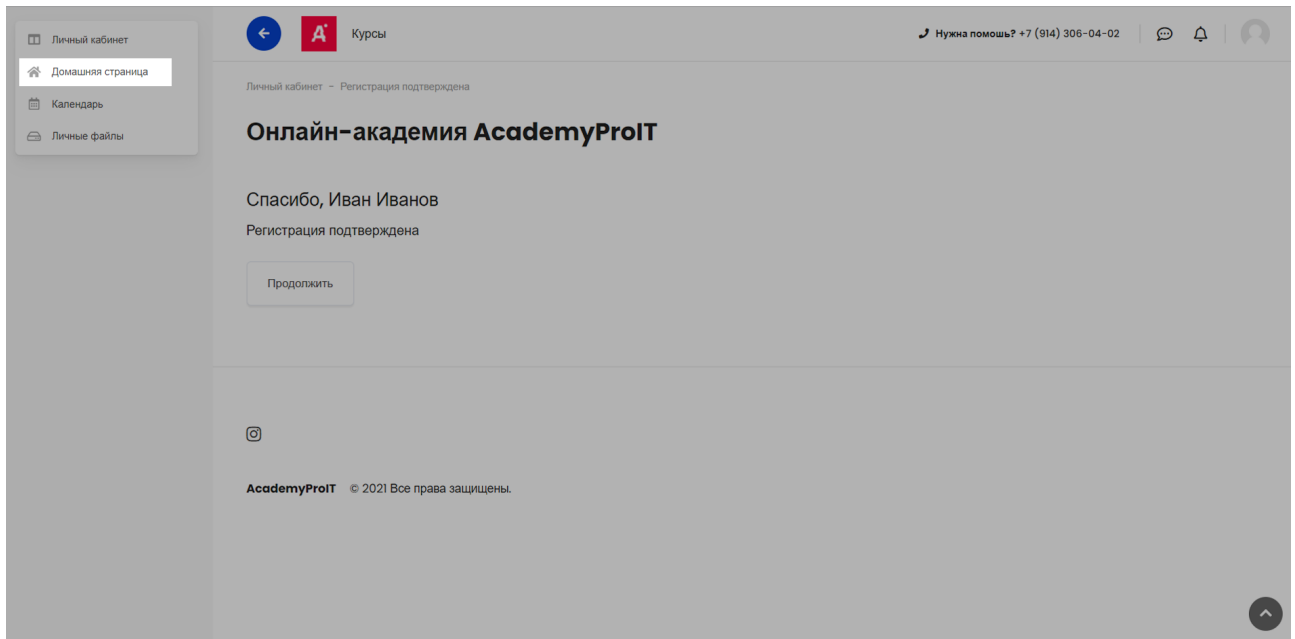 Личный кабинет
Домашняя страница
Календарь
Личные файлы
Курсы
Нужна помошь? +7 (914) 306-04-02
Личный кабинет - Регистрация подтверждена
Онлайн-академия AcademyProIT
Спасибо, Иван Иванов
Регистрация подтверждена
Продолжить
AcademyProIT © 2021 Все права защищены.